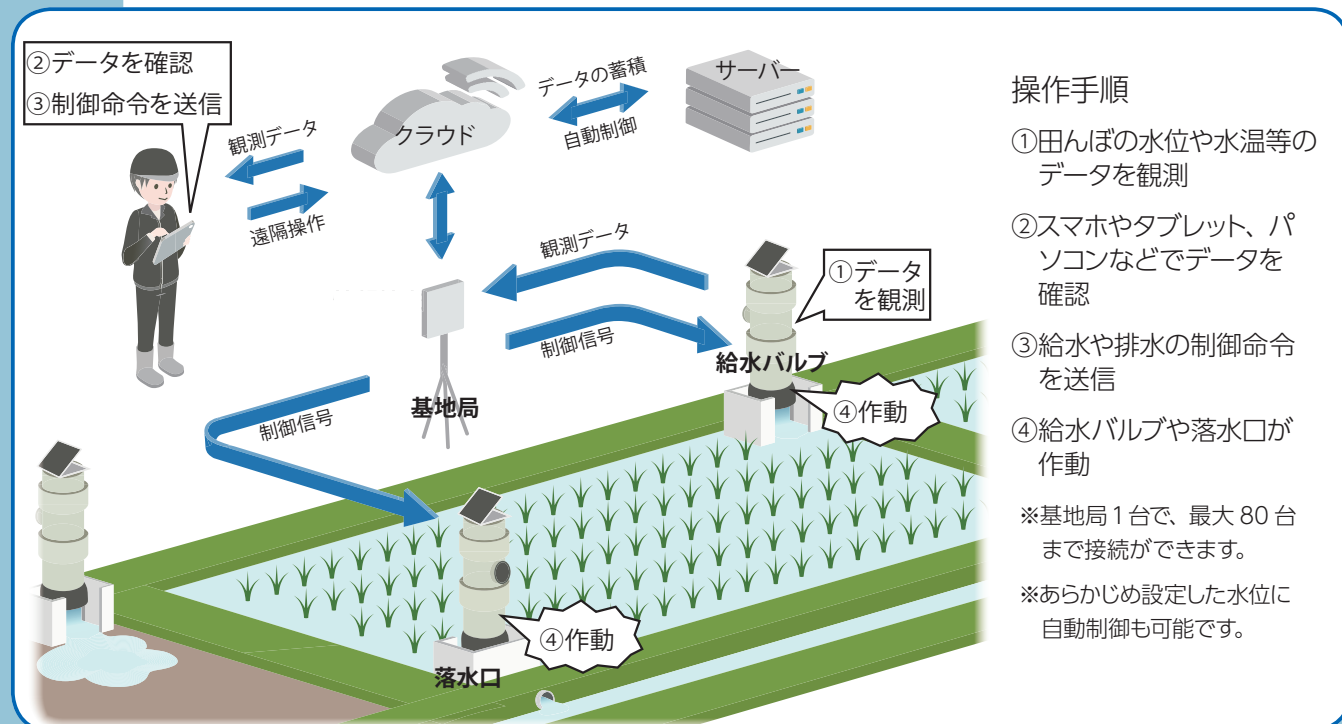 ②データを確認
③制御命令を送信
観測データ
遠隔操作
クラウド
データの蓄積
自動制御
サーバー
観測データ
制御信号
①データ
を観測
給水バルブ
④作動
基地局
制御信号
④作動
落水口
操作手順
①田んぼの水位や水温等の
データを観測
②スマホやタブレット、パ
ソコンなどでデータを
確認
③給水や排水の制御命令
を送信
④給水バルブや落水口が
作動
※基地局1台で、最大80台
まで接続ができます。
※あらかじめ設定した水位に
自動制御も可能です。